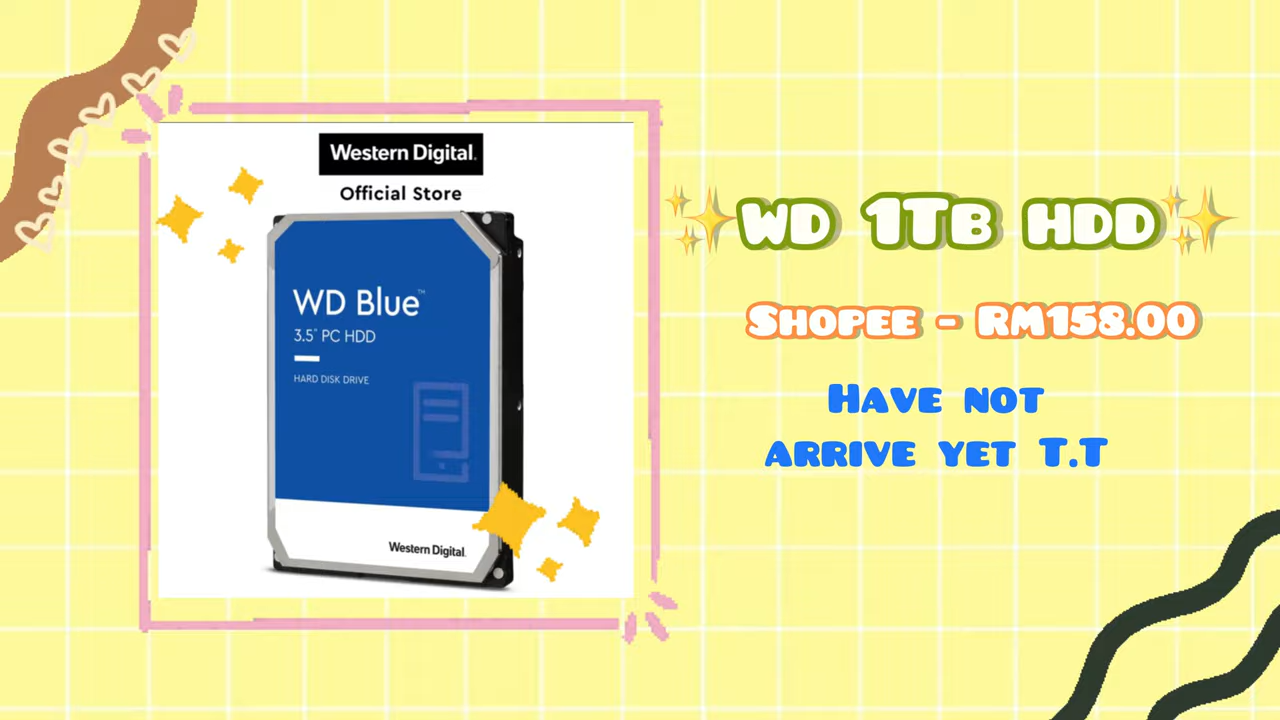 Western Digital.
Official Store
WD Blue™
3.5" PC HDD
HARD DISK DRIVE
Western Digital.
✨WD 1TB HDD✨
SHOPEE - RM158.00
HAVE NOT
ARRIVE YET T.T